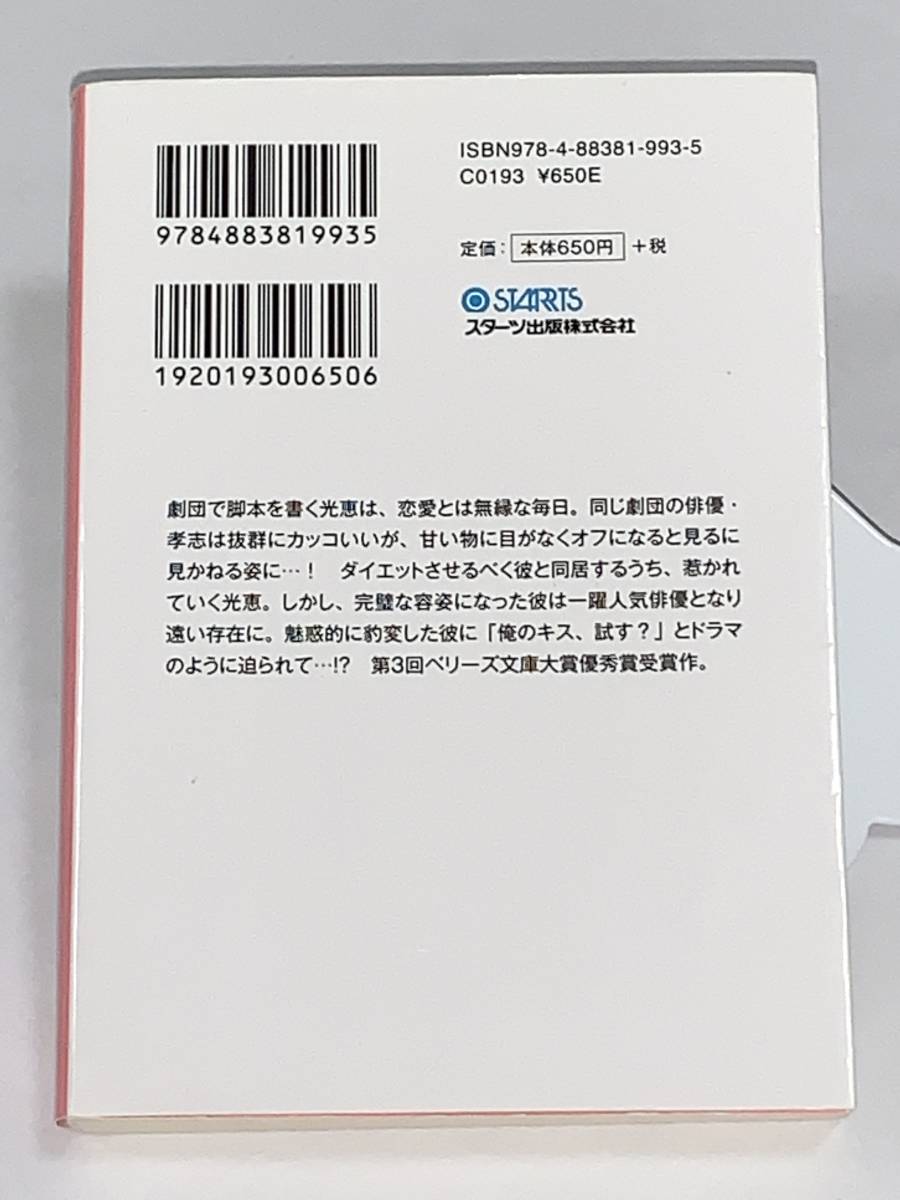 ISBN978-4-88381-993-5
C0193 ¥650E
9784883819935
定価： 本体650円 ＋税
STARTS
スターツ出版株式会社
1920193006506
劇団で脚本を書く光恵は、恋愛とは無縁な毎日。同じ劇団の俳優・
孝志は抜群にカッコいいが、甘い物に目がなくオフになると見るに
見かねる姿に…！　ダイエットさせるべく彼と同居するうち、惹かれ
ていく光恵。しかし、完璧な容姿になった彼は一躍人気俳優となり
遠い存在に。魅惑的に豹変した彼に「俺のキス、試す？」とドラマ
のように迫られて…!?　第3回ベリーズ文庫大賞優秀賞受賞作。